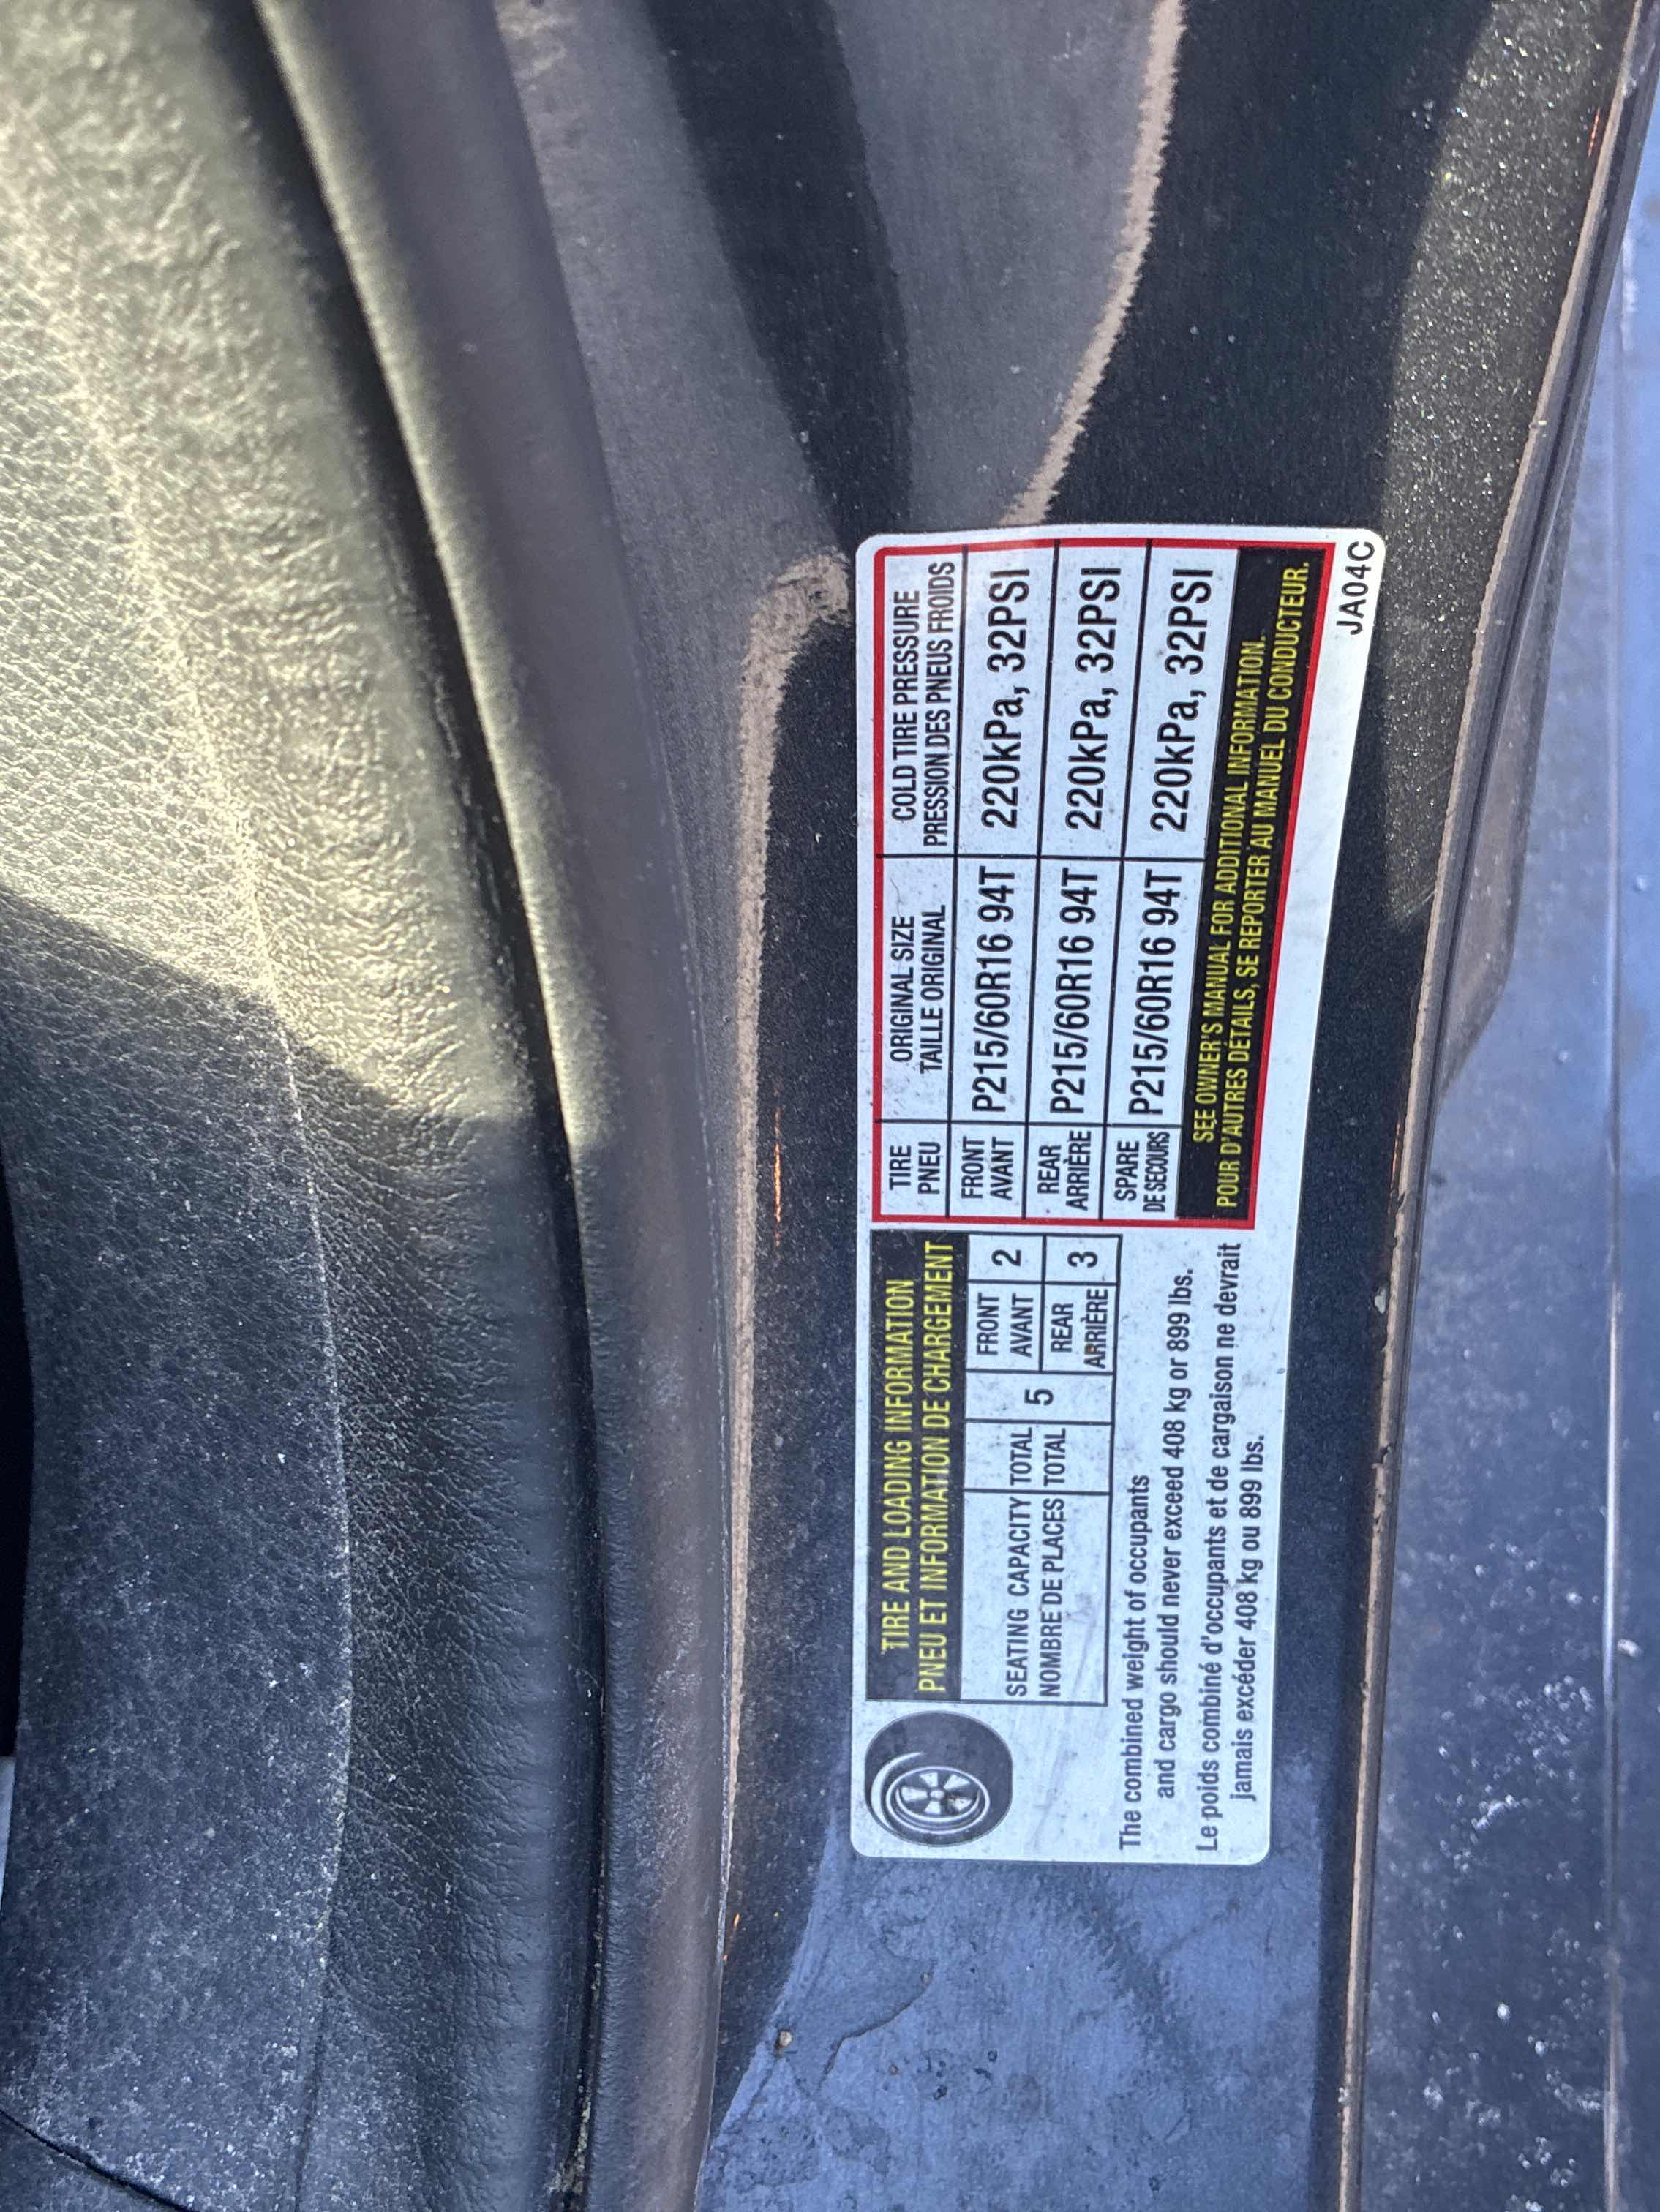 TIRE AND LOADING INFORMATION
PNEU ET INFORMATION DE CHARGEMENT
SEATING CAPACITY
NOMBRE DE PLACES
TOTAL
TOTAL
5
FRONT
AVANT
2
REAR
ARRIÈRE
3
The combined weight of occupants
and cargo should never exceed 408 kg or 899 lbs.
Le poids combiné d'occupants et de cargaison ne devrait
jamais excéder 408 kg ou 899 lbs.
TIRE
PNEU
ORIGINAL SIZE
TAILLE ORIGINAL
COLD TIRE PRESSURE
PRESSION DES PNEUS FROIDS
FRONT
AVANT
P215/60R16 94T
220kPa, 32PSI
REAR
ARRIÈRE
P215/60R16 94T
220kPa, 32PSI
SPARE
DE SECOURS
P215/60R16 94T
220kPa, 32PSI
SEE OWNER'S MANUAL FOR ADDITIONAL INFORMATION.
POUR D'AUTRES DÉTAILS, SE REPORTER AU MANUEL DU CONDUCTEUR.
JA04C